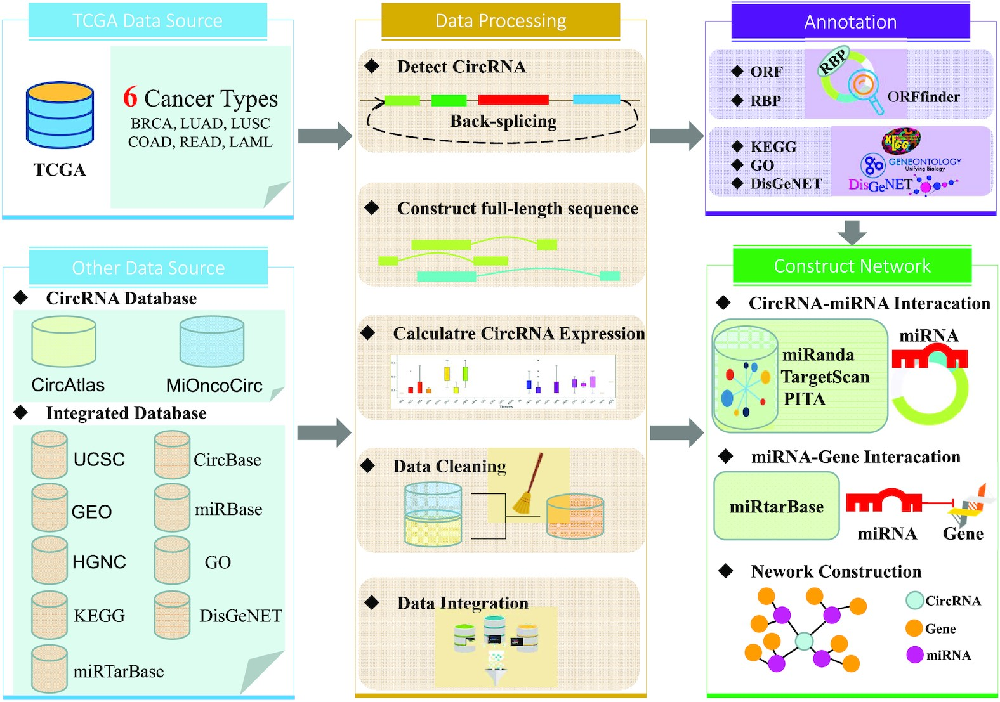 TCGA Data Source
TCGA
6 Cancer Types
BRCA, LUAD, LUSC
COAD, READ, LAML
Other Data Source
CircRNA Database
CircAtlas
MiOncoCirc
Integrated Database
UCSC
CircBase
GEO
miRBase
HGNC
GO
KEGG
DisGeNET
miRTarBase
Data Processing
Detect CircRNA
Back-splicing
Construct full-length sequence
Calculatre CircRNA Expression
Tissues
Data Cleaning
Data Integration
Annotation
ORF
RBP
RBP
ORFfinder
KEGG
GO
DisGeNET
KEGG
GENEONTOLOGY
Unifying Biology
DisGeNET
Construct Network
CircRNA-miRNA Interacation
miRanda
TargetScan
PITA
miRNA
miRNA-Gene Interacation
miRtarBase
miRNA
Gene
Nework Construction
CircRNA
Gene
miRNA